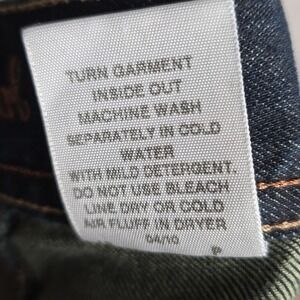 TURN GARMENT
INSIDE OUT
MACHINE WASH
SEPARATELY IN COLD
WATER
WITH MILD DETERGENT.
DO NOT USE BLEACH
LINE DRY OR COLD
AIR FLUFF IN DRYER
04/10
P